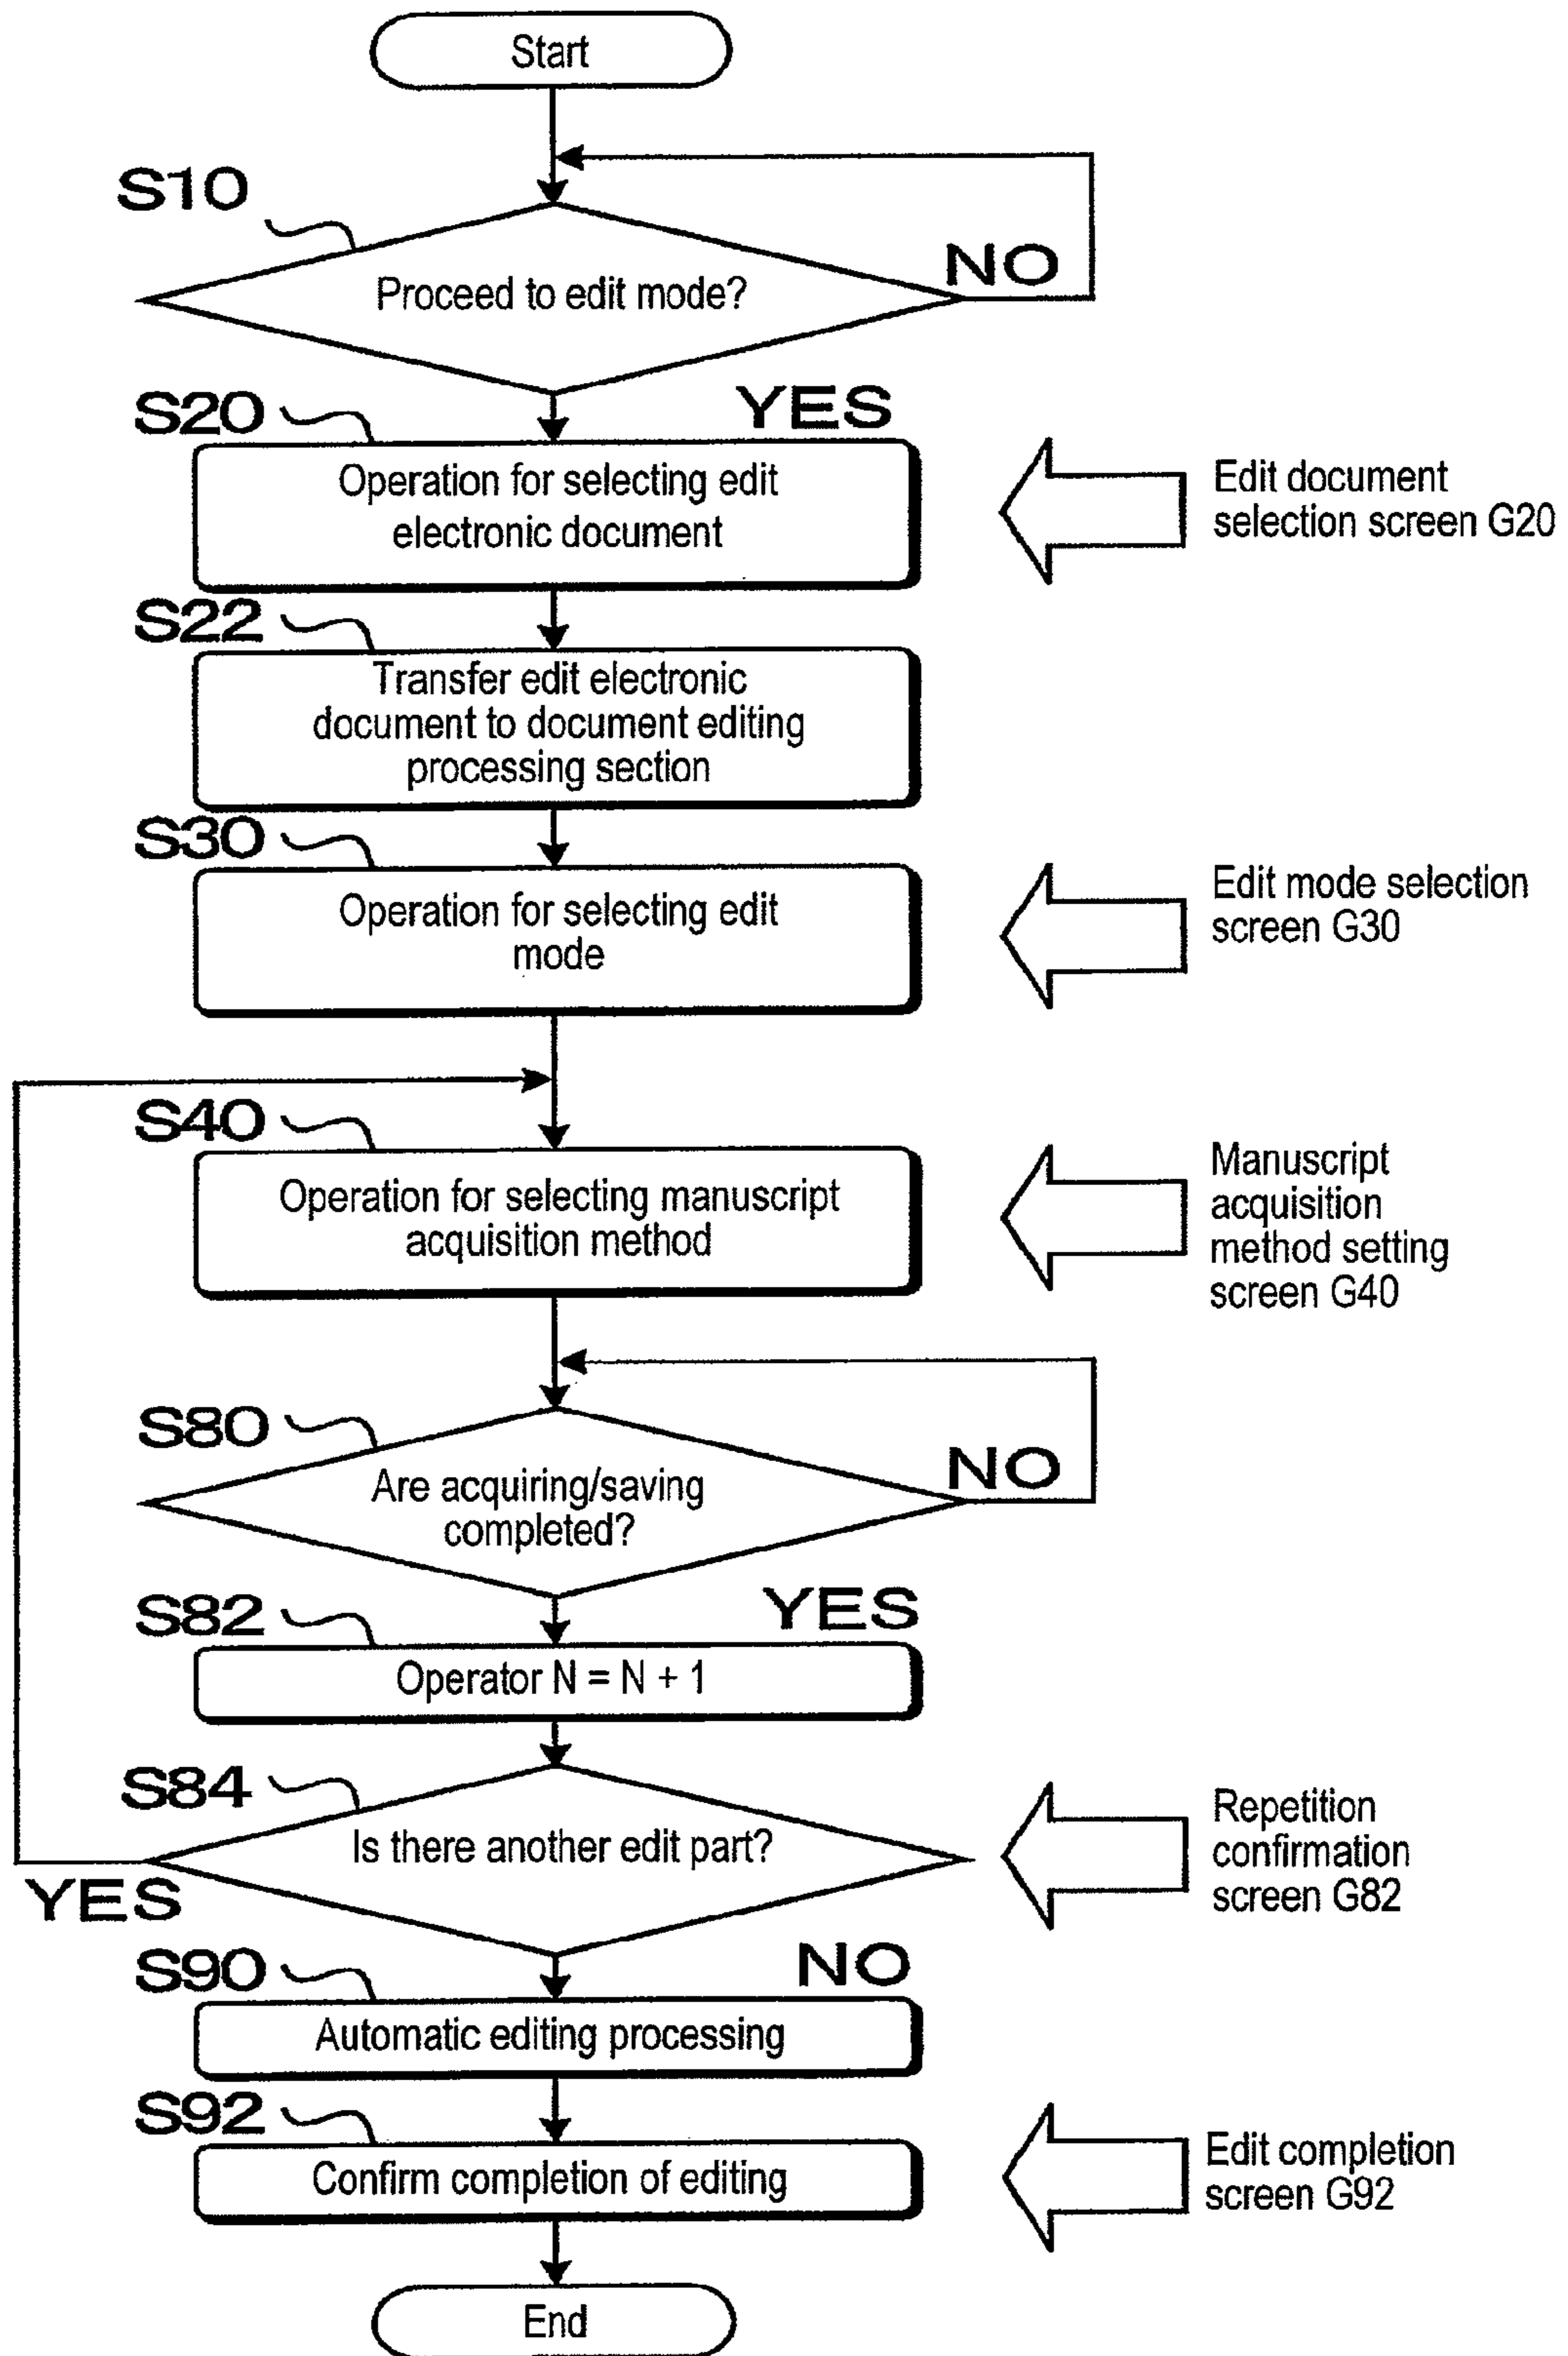 Start
S10
NO
Proceed to edit mode?
S20
YES
Operation for selecting edit
electronic document
Edit document
selection screen G20
S22
Transfer edit electronic
document to document editing
processing section
S30
Operation for selecting edit
mode
Edit mode selection
screen G30
S40
Operation for selecting manuscript
acquisition method
Manuscript
acquisition
method setting
screen G40
S80
NO
Are acquiring/saving
completed?
S82
YES
Operator N = N + 1
S84
Is there another edit part?
YES
Repetition
confirmation
screen G82
S90
NO
Automatic editing processing
S92
Confirm completion of editing
Edit completion
screen G92
End